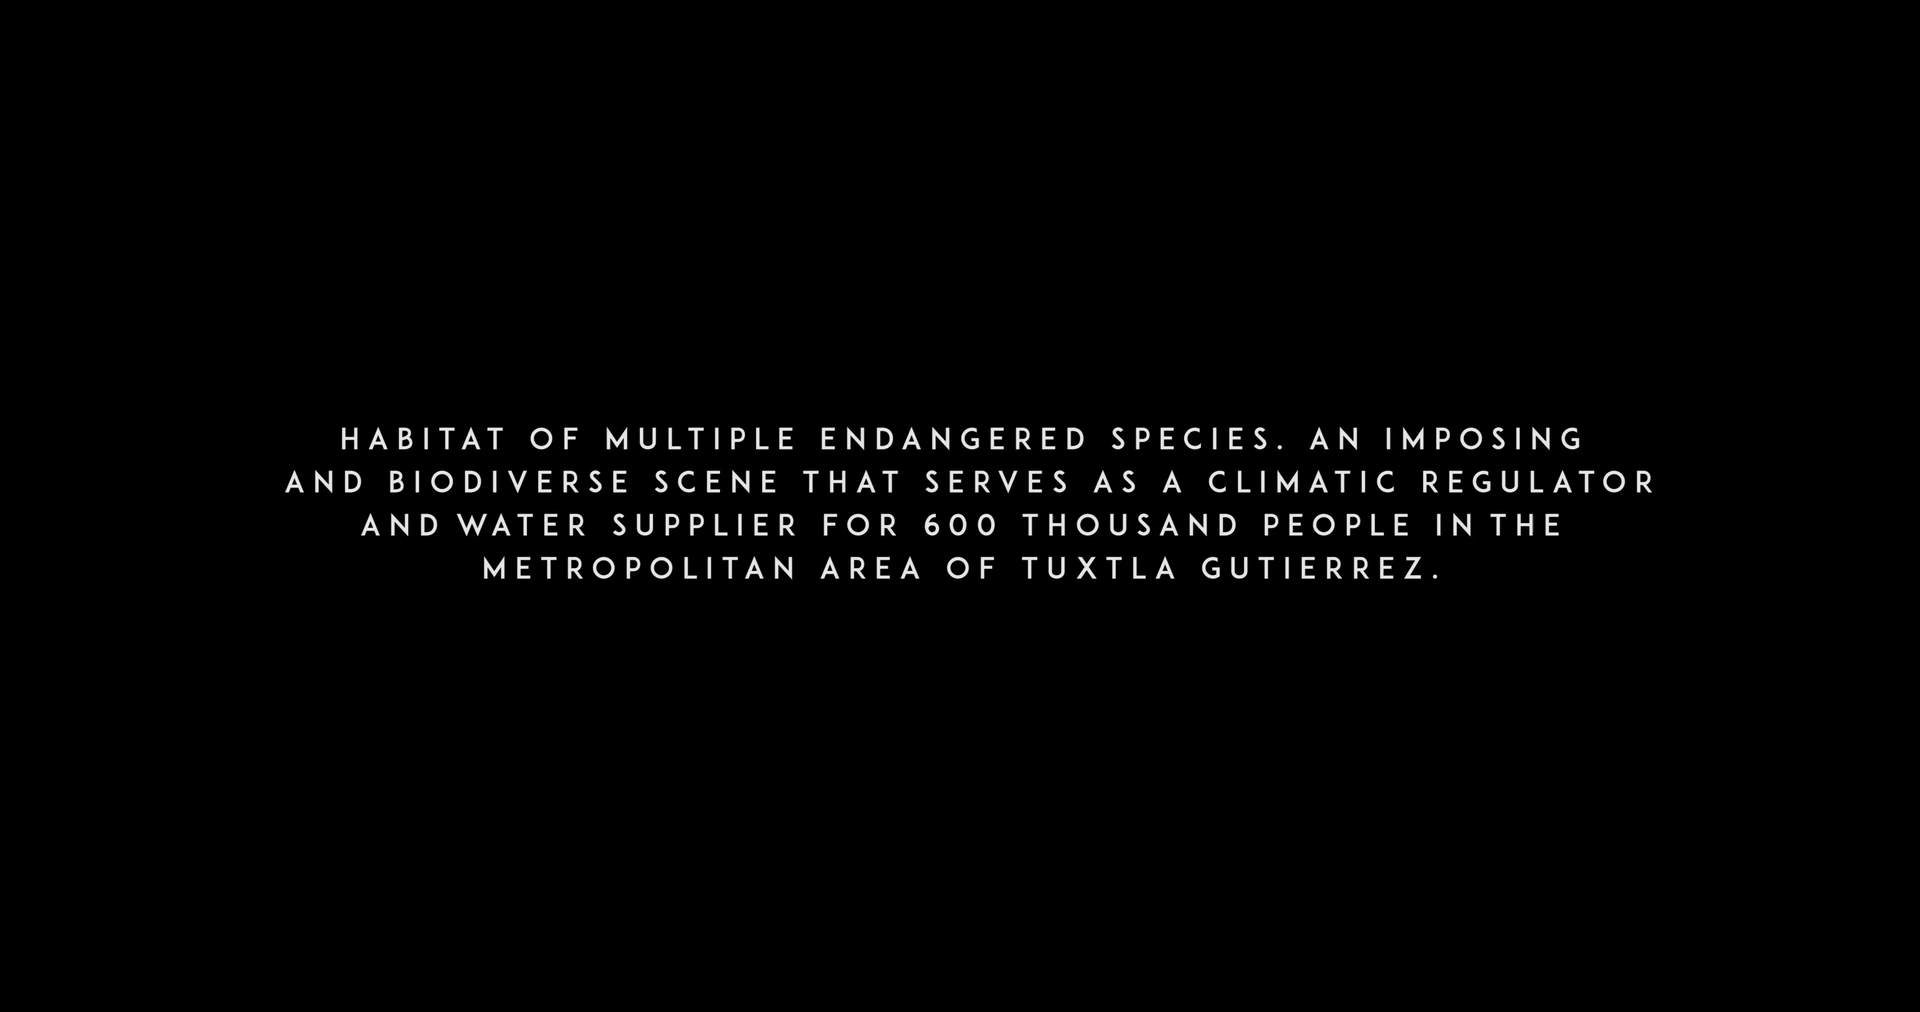 HABITAT OF MULTIPLE ENDANGERED SPECIES. AN IMPOSING
AND BIODIVERSE SCENE THAT SERVES AS A CLIMATIC REGULATOR
AND WATER SUPPLIER FOR 600 THOUSAND PEOPLE IN THE
METROPOLITAN AREA OF TUXTLA GUTIERREZ.